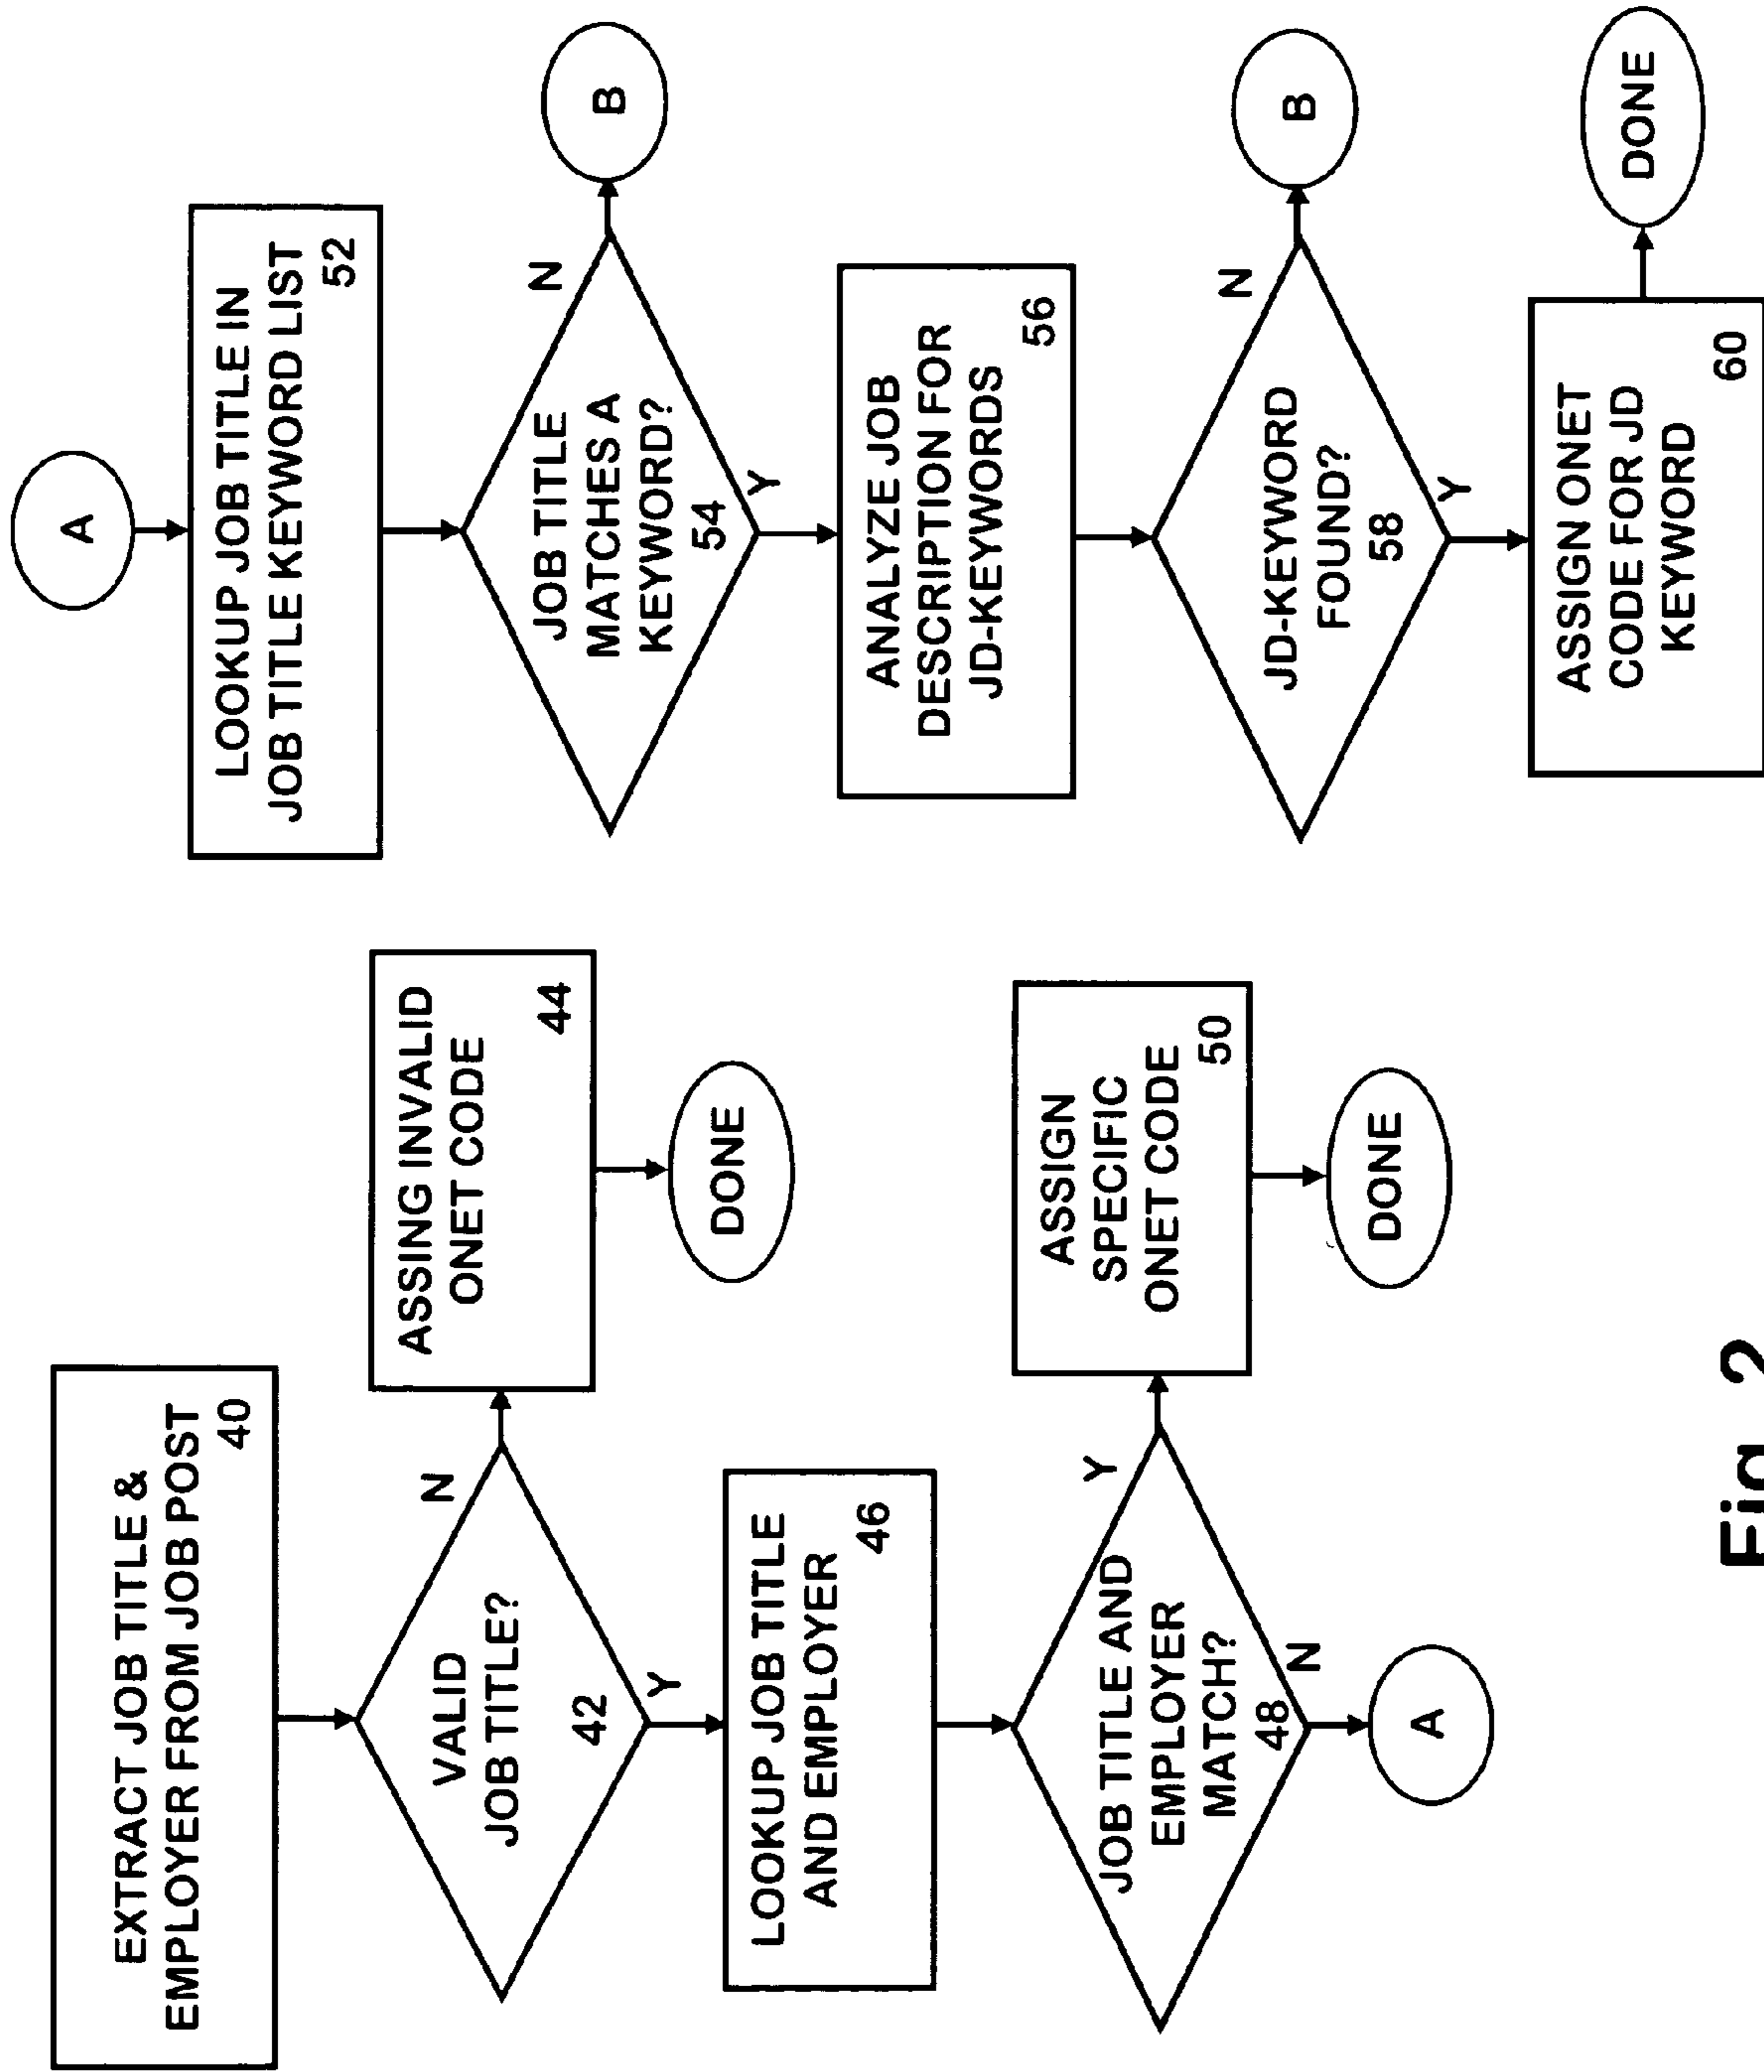 EXTRACT JOB TITLE &
EMPLOYER FROM JOB POST
40
VALID
JOB TITLE?
42
N
Y
ASSING INVALID
ONET CODE
44
DONE
LOOKUP JOB TITLE
AND EMPLOYER
46
JOB TITLE AND
EMPLOYER
MATCH?
48
Y
N
ASSIGN
SPECIFIC
ONET CODE
50
DONE
A
A
LOOKUP JOB TITLE IN
JOB TITLE KEYWORD LIST
52
JOB TITLE
MATCHES A
KEYWORD?
54
N
Y
B
ANALYZE JOB
DESCRIPTION FOR
JD-KEYWORDS
56
JD-KEYWORD
FOUND?
58
N
Y
B
ASSIGN ONET
CODE FOR JD
KEYWORD
60
DONE
Fig. 2